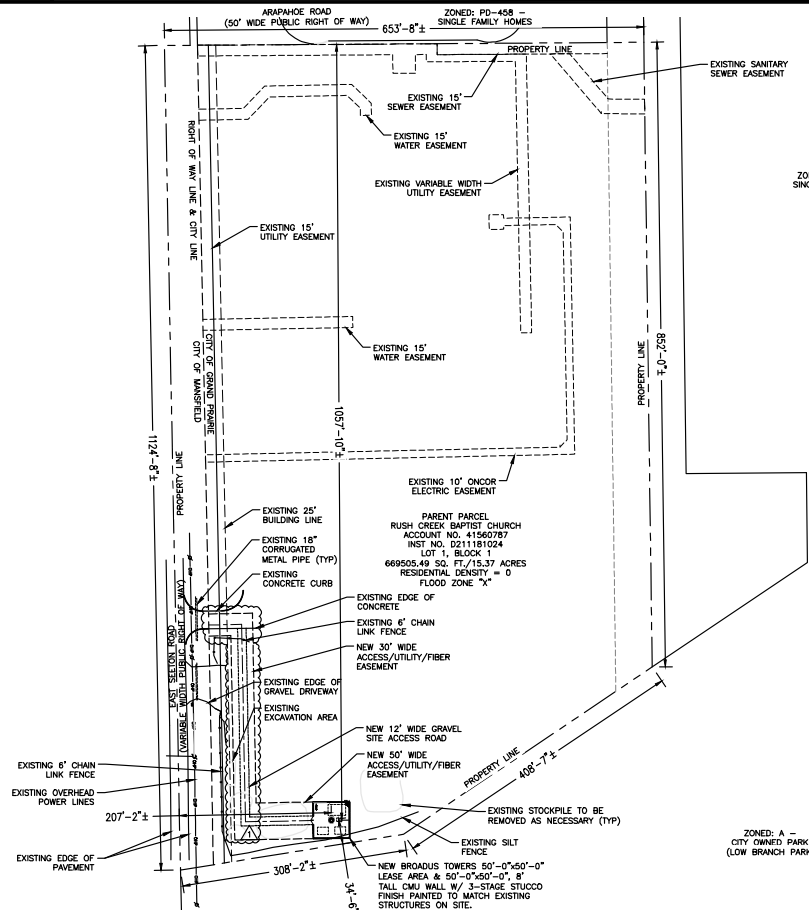 ARAPAHOE ROAD
(50' WIDE PUBLIC RIGHT OF WAY)
ZONED: PD-458 -
SINGLE FAMILY HOMES
653'-8"±
PROPERTY LINE
EXISTING SANITARY
SEWER EASEMENT
EXISTING 15'
SEWER EASEMENT
EXISTING 15'
WATER EASEMENT
RIGHT OF WAY LINE & CITY LINE
EXISTING VARIABLE WIDTH
UTILITY EASEMENT
ZO
SING
EXISTING 15'
UTILITY EASEMENT
EXISTING 15'
WATER EASEMENT
CITY OF GRAND PRAIRIE
CITY OF MANSFIELD
852'-0"±
PROPERTY LINE
1057'-10"±
1124'-8"±
PROPERTY LINE
EXISTING 10' ONCOR
ELECTRIC EASEMENT
EXISTING 25'
BUILDING LINE
PARENT PARCEL
RUSH CREEK BAPTIST CHURCH
ACCOUNT NO. 41560787
INST NO. D211181024
LOT 1, BLOCK 1
669505.49 SQ. FT./15.37 ACRES
RESIDENTIAL DENSITY = 0
FLOOD ZONE "X"
EXISTING 18"
CORRUGATED
METAL PIPE (TYP)
EXISTING
CONCRETE CURB
EXISTING EDGE OF
CONCRETE
EXISTING 6' CHAIN
LINK FENCE
NEW 30' WIDE
ACCESS/UTILITY/FIBER
EASEMENT
EAST SEETON ROAD
(VARIABLE WIDTH PUBLIC RIGHT OF WAY)
EXISTING EDGE OF
GRAVEL DRIVEWAY
EXISTING
EXCAVATION AREA
NEW 12' WIDE GRAVEL
SITE ACCESS ROAD
NEW 50' WIDE
ACCESS/UTILITY/FIBER
EASEMENT
PROPERTY LINE
408'-7"±
EXISTING 6' CHAIN
LINK FENCE
EXISTING OVERHEAD
POWER LINES
207'-2"±
EXISTING STOCKPILE TO BE
REMOVED AS NECESSARY (TYP)
EXISTING SILT
FENCE
1
EXISTING EDGE OF
PAVEMENT
308'-2"±
34'-6"
NEW BROADUS TOWERS 50'-0"x50'-0"
LEASE AREA & 50'-0"x50'-0", 8'
TALL CMU WALL W/ 3-STAGE STUCCO
FINISH PAINTED TO MATCH EXISTING
STRUCTURES ON SITE.
ZONED: A -
CITY OWNED PARK
(LOW BRANCH PARK